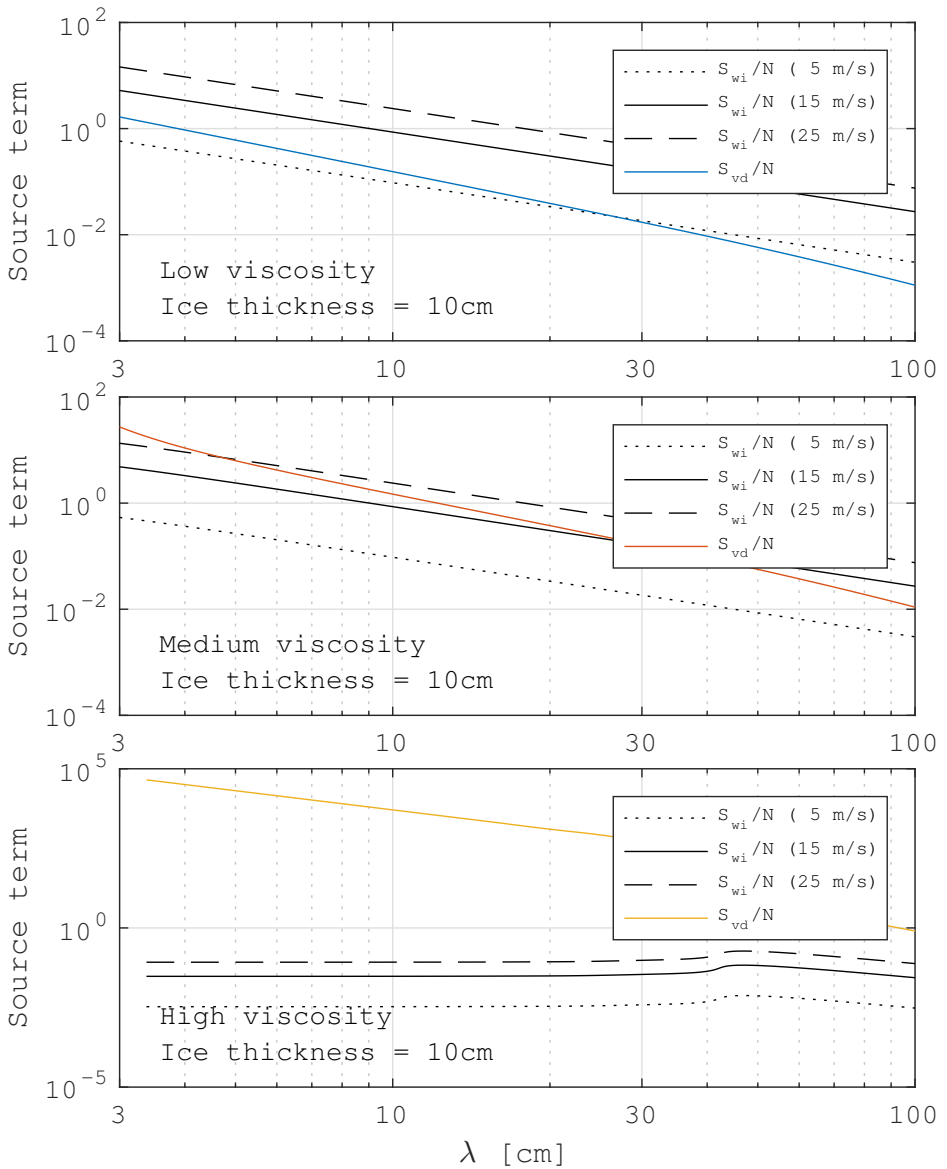 10^2
10^0
10^-2
10^-4
Source term
S_wi/N ( 5 m/s)
S_wi/N (15 m/s)
S_wi/N (25 m/s)
S_vd/N
Low viscosity
Ice thickness = 10cm
3 10 30 100
10^2
10^0
10^-2
10^-4
Source term
S_wi/N ( 5 m/s)
S_wi/N (15 m/s)
S_wi/N (25 m/s)
S_vd/N
Medium viscosity
Ice thickness = 10cm
3 10 30 100
10^5
10^0
10^-5
Source term
S_wi/N ( 5 m/s)
S_wi/N (15 m/s)
S_wi/N (25 m/s)
S_vd/N
High viscosity
Ice thickness = 10cm
3 10 30 100
λ [cm]